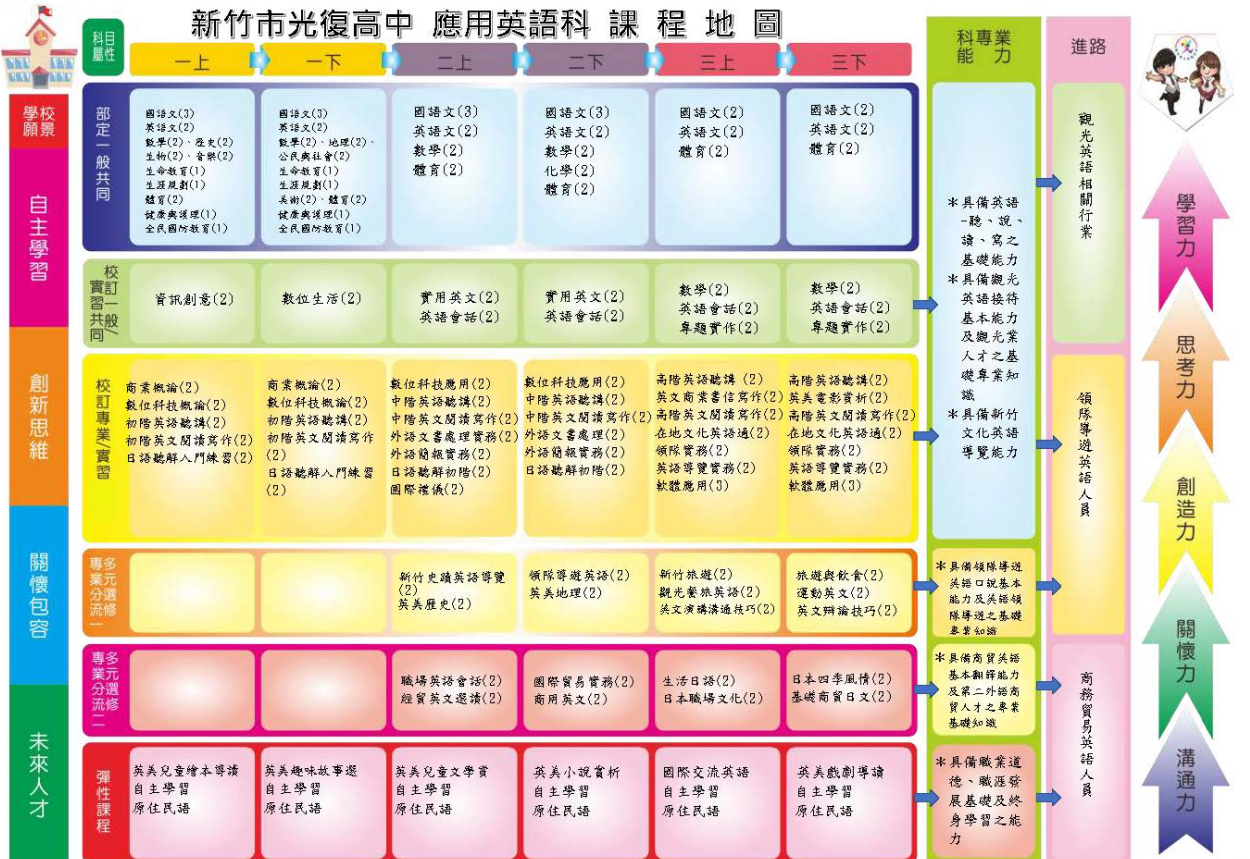 新竹市光復高中 應用英語科 課 程 地 圖
科目
屬性
一上
一下
二上
二下
三上
三下
科專業
能 力
進路
學校
願景
自主學習
創新思維
關懷包容
未來人才
部定一般共同
國語文(3)
英語文(2)
數學(2)、歷史(2)
生物(2)、音樂(2)
生命教育(1)
生涯規劃(1)
體育(2)
健康與護理(1)
全民國防教育(1)
國語文(3)
英語文(2)
數學(2)、地理(2)、
公民與社會(2)
生命教育(1)
生涯規劃(1)
美術(2)、體育(2)
健康與護理(1)
全民國防教育(1)
國語文(3)
英語文(2)
數學(2)
體育(2)
國語文(3)
英語文(2)
數學(2)
化學(2)
體育(2)
國語文(2)
英語文(2)
體育(2)
國語文(2)
英語文(2)
體育(2)
校訂一般/
實習共同
資訊創意(2)
數位生活(2)
實用英文(2)
英語會話(2)
實用英文(2)
英語會話(2)
數學(2)
英語會話(2)
專題實作(2)
數學(2)
英語會話(2)
專題實作(2)
校訂專業/實習
商業概論(2)
數位科技概論(2)
初階英語聽講(2)
初階英文閱讀寫作(2)
日語聽解入門練習(2)
商業概論(2)
數位科技概論(2)
初階英語聽講(2)
初階英文閱讀寫作
(2)
日語聽解入門練習
(2)
數位科技應用(2)
中階英語聽講(2)
中階英文閱讀寫作(2)
外語文書處理實務(2)
外語簡報實務(2)
日語聽解初階(2)
國際禮儀(2)
數位科技應用(2)
中階英語聽講(2)
中階英文閱讀寫作(2)
外語文書處理(2)
外語簡報實務(2)
日語聽解初階(2)
高階英語聽講 (2)
英文商業書信寫作(2)
高階英文閱讀寫作(2)
在地文化英語通(2)
領隊實務(2)
英語導覽實務(2)
軟體應用(3)
高階英語聽講(2)
英美電影賞析(2)
高階英文閱讀寫作(2)
在地文化英語通(2)
領隊實務(2)
英語導覽實務(2)
軟體應用(3)
多元選修
專業分流一
新竹史蹟英語導覽
(2)
英美歷史(2)
領隊導遊英語(2)
英美地理(2)
新竹旅遊(2)
觀光餐旅英語(2)
英文演講溝通技巧(2)
旅遊與飲食(2)
運動英文(2)
英文辯論技巧(2)
多元選修
專業分流二
職場英語會話(2)
經貿英文選讀(2)
國際貿易實務(2)
商用英文(2)
生活日語(2)
日本職場文化(2)
日本四季風情(2)
基礎商貿日文(2)
彈性課程
英美兒童繪本導讀
自主學習
原住民語
英美趣味故事選
自主學習
原住民語
英美兒童文學賞
自主學習
原住民語
英美小說賞析
自主學習
原住民語
國際交流英語
自主學習
原住民語
英美戲劇導讀
自主學習
原住民語
*具備英語
-聽、說、
讀、寫之
基礎能力
*具備觀光
英語接待
基本能力
及觀光業
人才之基
礎專業知
識
*具備新竹
文化英語
導覽能力
*具備領隊導遊
英語口說基本
能力及英語領
隊導遊之基礎
專業知識
*具備商貿英語
基本翻譯能力
及第二外語商
貿人才之專業
基礎知識
*具備職業道
德、職涯發
展基礎及終
身學習之能
力
觀光英語相關行業
領隊導遊英語人員
商務貿易英語人員
學習力
思考力
創造力
關懷力
溝通力